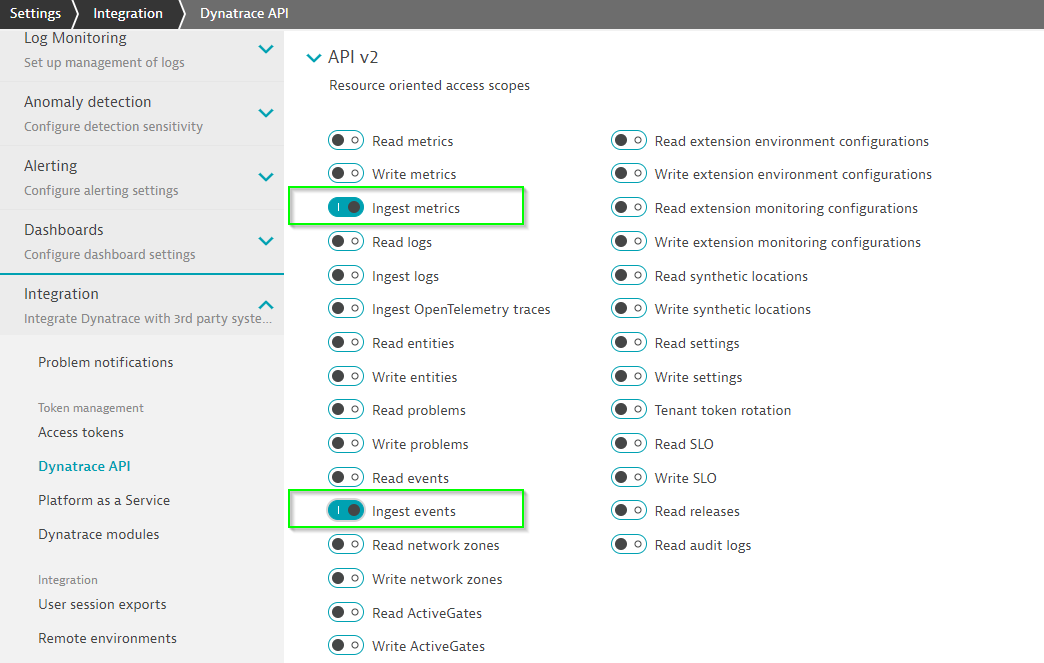 Settings Integration Dynatrace API
Log Monitoring
Set up management of logs
Anomaly detection
Configure detection sensitivity
Alerting
Configure alerting settings
Dashboards
Configure dashboard settings
Integration
Integrate Dynatrace with 3rd party syste...
Problem notifications
Token management
Access tokens
Dynatrace API
Platform as a Service
Dynatrace modules
Integration
User session exports
Remote environments
API v2
Resource oriented access scopes
Read metrics
Write metrics
Ingest metrics
Read logs
Ingest logs
Ingest OpenTelemetry traces
Read entities
Write entities
Read problems
Write problems
Read events
Ingest events
Read network zones
Write network zones
Read ActiveGates
Write ActiveGates
Read extension environment configurations
Write extension environment configurations
Read extension monitoring configurations
Write extension monitoring configurations
Read synthetic locations
Write synthetic locations
Read settings
Write settings
Tenant token rotation
Read SLO
Write SLO
Read releases
Read audit logs